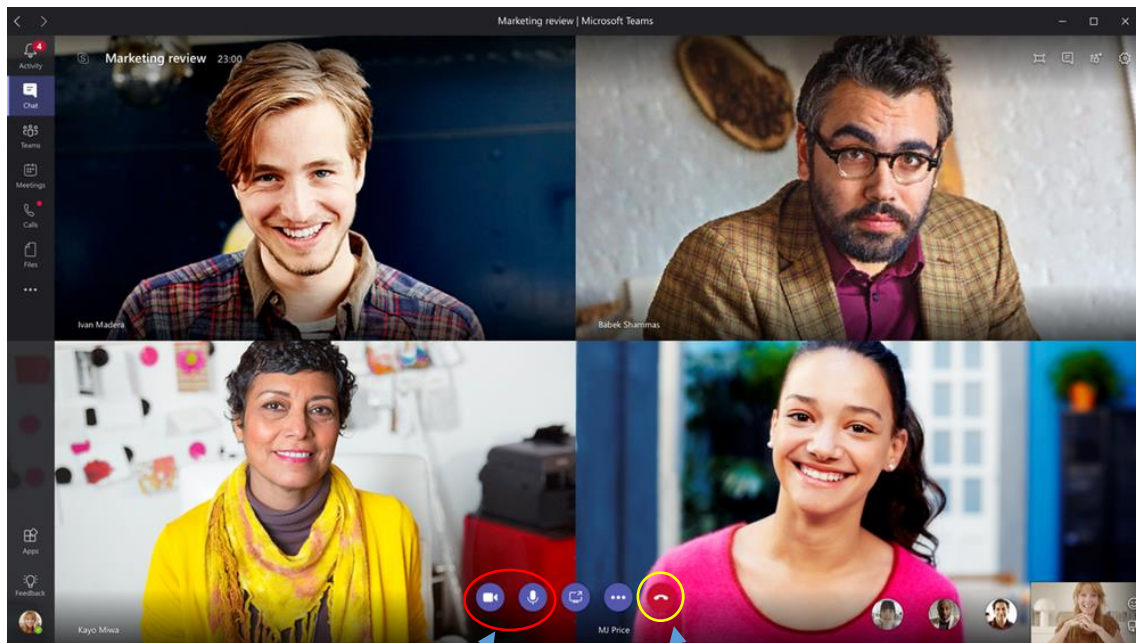 Marketing review | Microsoft Teams
4
Activity
Marketing review 23:00
Chat
Teams
Meetings
Calls
Files
Ivan Madera
Babek Shammas
Apps
Feedback
Kayo Miwa
MJ Price